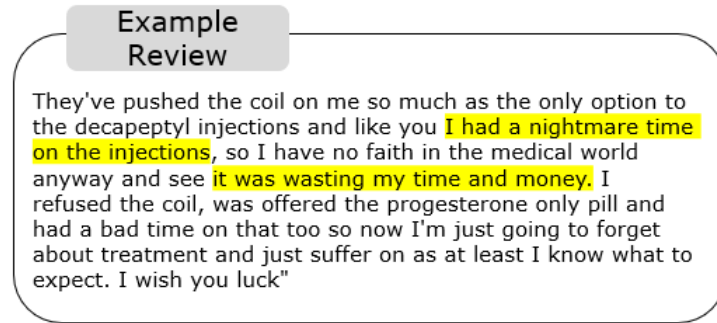 Example
Review
They've pushed the coil on me so much as the only option to
the decapeptyl injections and like you I had a nightmare time
on the injections, so I have no faith in the medical world
anyway and see it was wasting my time and money. I
refused the coil, was offered the progesterone only pill and
had a bad time on that too so now I'm just going to forget
about treatment and just suffer on as at least I know what to
expect. I wish you luck"